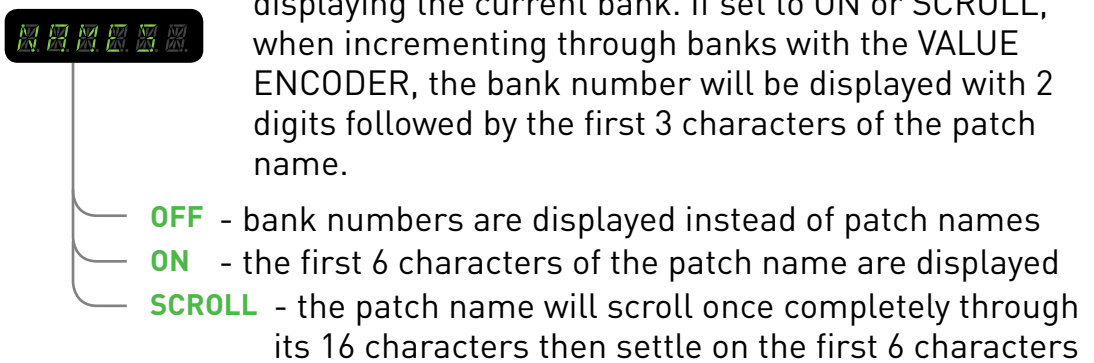 displaying the current bank. If set to ON or SCROLL,
NAMES
when incrementing through banks with the VALUE
ENCODER, the bank number will be displayed with 2
digits followed by the first 3 characters of the patch
name.
OFF - bank numbers are displayed instead of patch names
ON - the first 6 characters of the patch name are displayed
SCROLL - the patch name will scroll once completely through
its 16 characters then settle on the first 6 characters